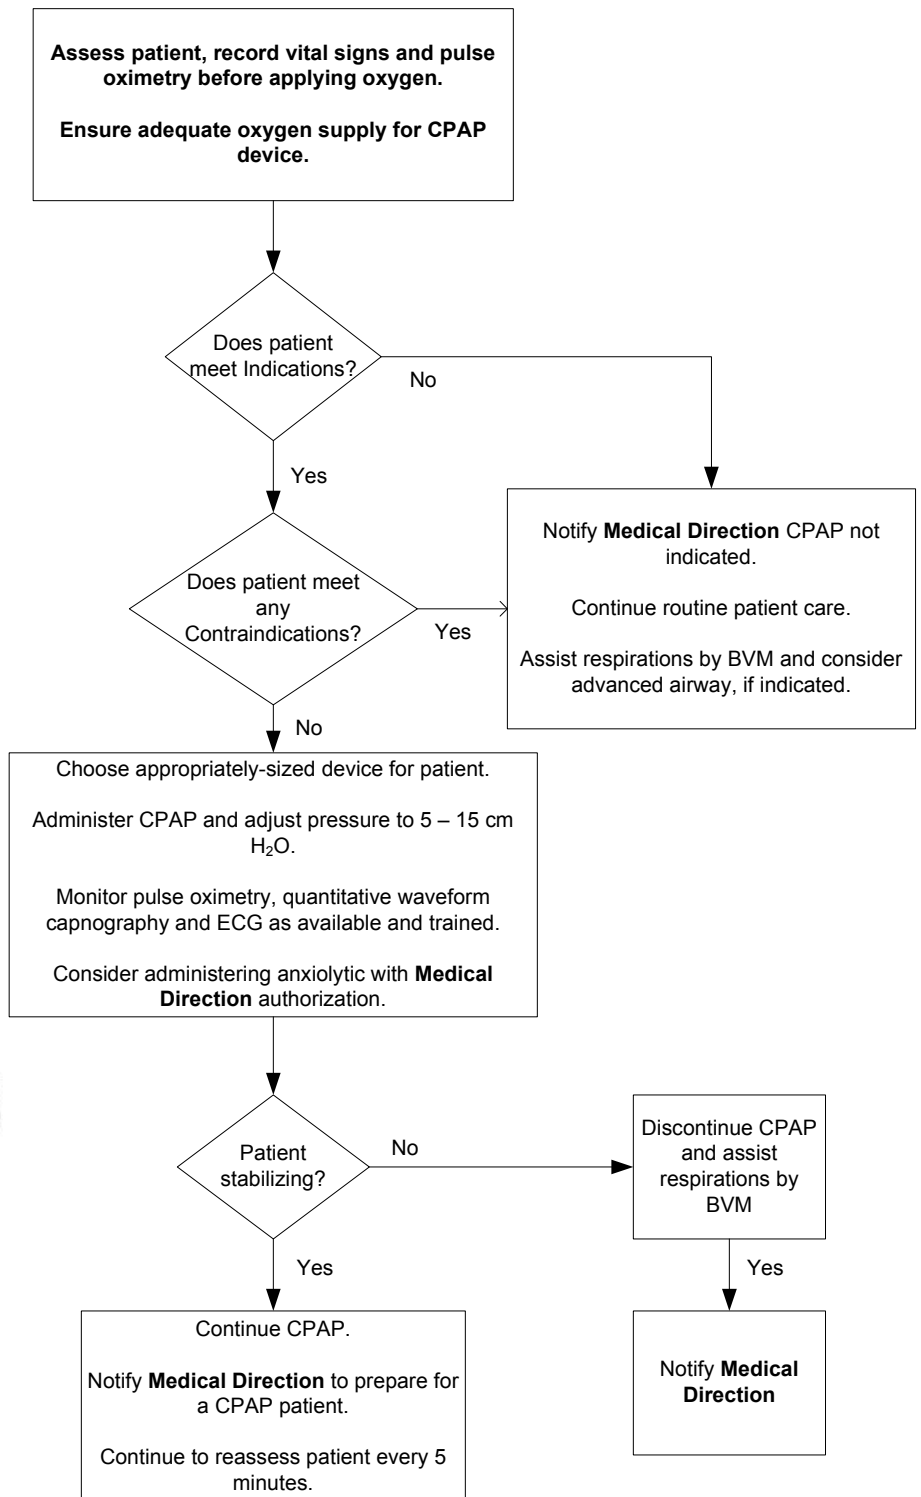 Assess patient, record vital signs and pulse
oximetry before applying oxygen.
Ensure adequate oxygen supply for CPAP
device.
Does patient
meet Indications?
No
Yes
Notify Medical Direction CPAP not
indicated.
Continue routine patient care.
Assist respirations by BVM and consider
advanced airway, if indicated.
Does patient meet
any
Contraindications?
Yes
No
Choose appropriately-sized device for patient.
Administer CPAP and adjust pressure to 5 – 15 cm
H₂O.
Monitor pulse oximetry, quantitative waveform
capnography and ECG as available and trained.
Consider administering anxiolytic with Medical
Direction authorization.
Patient
stabilizing?
No
Discontinue CPAP
and assist
respirations by
BVM
Yes
Yes
Continue CPAP.
Notify Medical Direction to prepare for
a CPAP patient.
Continue to reassess patient every 5
minutes.
Notify Medical
Direction